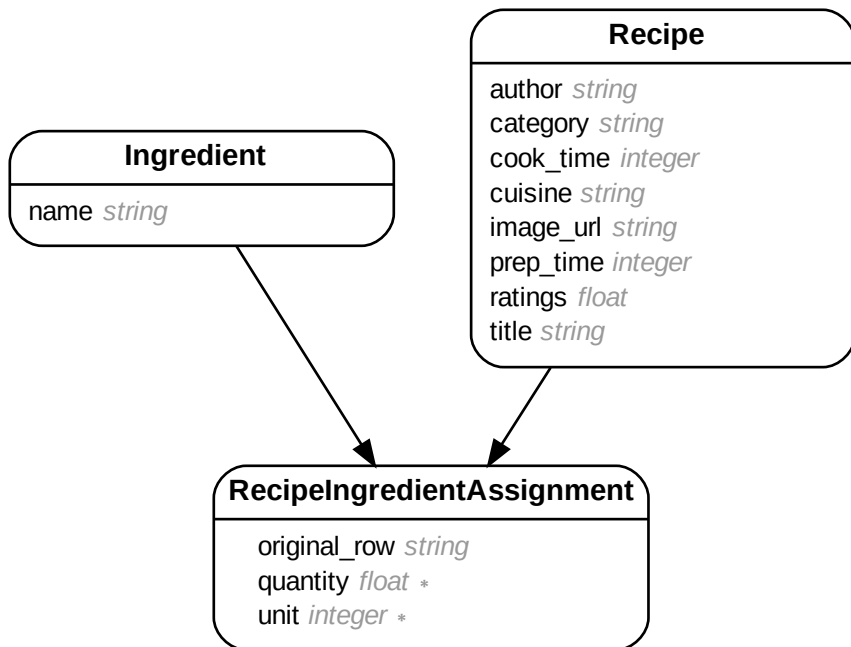 Recipe
author string
category string
cook_time integer
cuisine string
image_url string
prep_time integer
ratings float
title string
Ingredient
name string
RecipeIngredientAssignment
original_row string
quantity float *
unit integer *